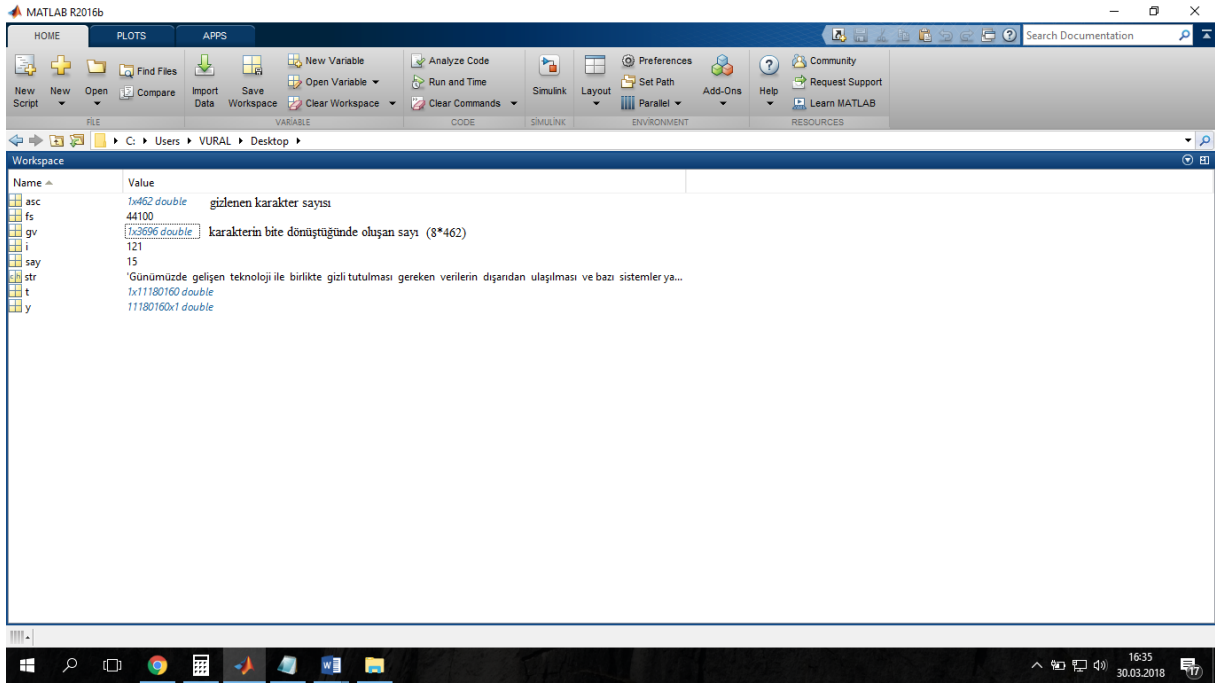 MATLAB R2016b
HOME PLOTS APPS Search Documentation
New Script New Open Find Files Compare Import Data Save Workspace New Variable Open Variable Clear Workspace Analyze Code Run and Time Clear Commands Simulink Layout Preferences Set Path Parallel Add-Ons Help Community Request Support Learn MATLAB
FILE VARIABLE CODE SIMULINK ENVIRONMENT RESOURCES
C: Users VURAL Desktop
Workspace
Name Value
asc 1x462 double gizlenen karakter sayısı
fs 44100
gv 1x3696 double karakterin bite dönüştüğünde oluşan sayı (8*462)
i 121
say 15
str 'Günümüzde gelişen teknoloji ile birlikte gizli tutulması gereken verilerin dışarıdan ulaşılması ve bazı sistemler ya...
t 1x11180160 double
y 11180160x1 double
16:35
30.03.2018
17